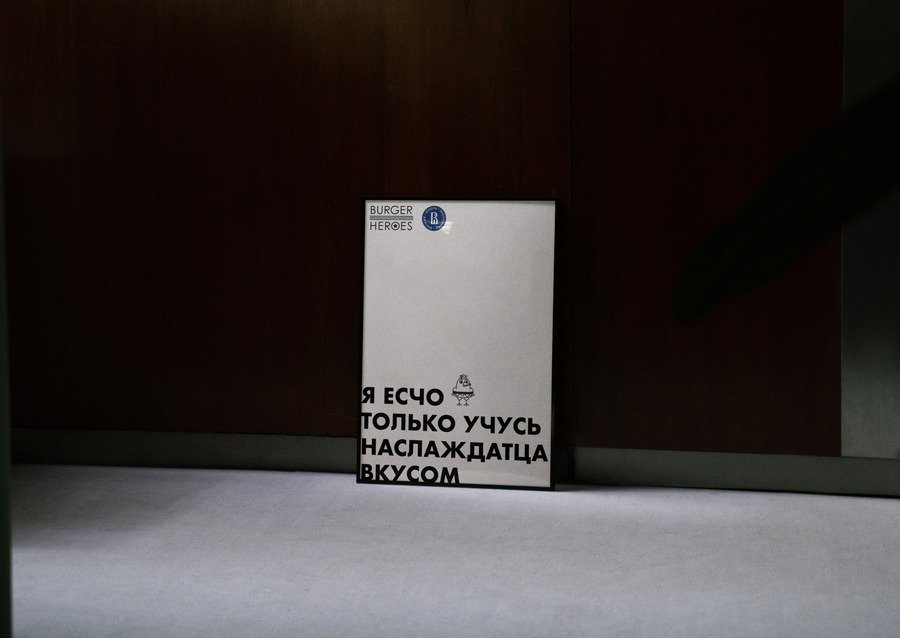 BURGER
HEROES
Я ЕСЧО
ТОЛЬКО УЧУСЬ
НАСЛАЖДАТЦА
ВКУСОМ